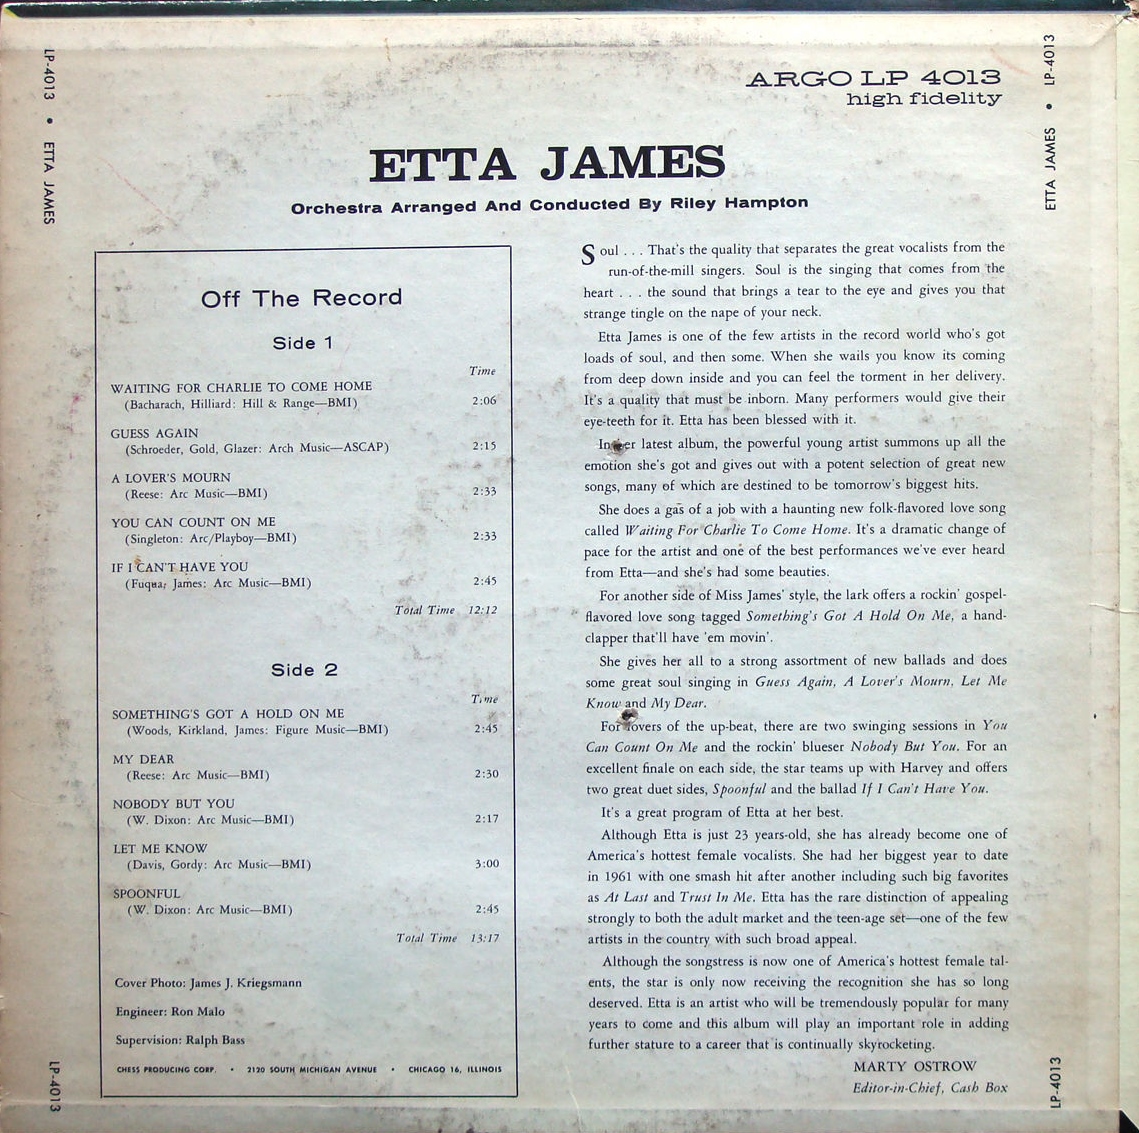 LP-4013 • ETTA JAMES
LP-4013
ARGO LP 4013
high fidelity
ETTA JAMES
Orchestra Arranged And Conducted By Riley Hampton
Off The Record
Side 1
Time
WAITING FOR CHARLIE TO COME HOME
(Bacharach, Hilliard: Hill & Range—BMI) 2:06
GUESS AGAIN
(Schroeder, Gold, Glazer: Arch Music—ASCAP) 2:15
A LOVER'S MOURN
(Reese: Arc Music—BMI) 2:33
YOU CAN COUNT ON ME
(Singleton: Arc/Playboy—BMI) 2:33
IF I CAN'T HAVE YOU
(Fuqua, James: Arc Music—BMI) 2:45
Total Time 12:12
Side 2
Time
SOMETHING'S GOT A HOLD ON ME
(Woods, Kirkland, James: Figure Music—BMI) 2:45
MY DEAR
(Reese: Arc Music—BMI) 2:30
NOBODY BUT YOU
(W. Dixon: Arc Music—BMI) 2:17
LET ME KNOW
(Davis, Gordy: Arc Music—BMI) 3:00
SPOONFUL
(W. Dixon: Arc Music—BMI) 2:45
Total Time 13:17
Cover Photo: James J. Kriegsmann
Engineer: Ron Malo
Supervision: Ralph Bass
CHESS PRODUCING CORP. • 2120 SOUTH MICHIGAN AVENUE • CHICAGO 16, ILLINOIS
Soul . . . That's the quality that separates the great vocalists from the
run-of-the-mill singers. Soul is the singing that comes from the
heart . . . the sound that brings a tear to the eye and gives you that
strange tingle on the nape of your neck.
Etta James is one of the few artists in the record world who's got
loads of soul, and then some. When she wails you know its coming
from deep down inside and you can feel the torment in her delivery.
It's a quality that must be inborn. Many performers would give their
eye-teeth for it. Etta has been blessed with it.
In her latest album, the powerful young artist summons up all the
emotion she's got and gives out with a potent selection of great new
songs, many of which are destined to be tomorrow's biggest hits.
She does a gas of a job with a haunting new folk-flavored love song
called Waiting For Charlie To Come Home. It's a dramatic change of
pace for the artist and one of the best performances we've ever heard
from Etta—and she's had some beauties.
For another side of Miss James' style, the lark offers a rockin' gospel-
flavored love song tagged Something's Got A Hold On Me, a hand-
clapper that'll have 'em movin'.
She gives her all to a strong assortment of new ballads and does
some great soul singing in Guess Again, A Lover's Mourn, Let Me
Know and My Dear.
For lovers of the up-beat, there are two swinging sessions in You
Can Count On Me and the rockin' blueser Nobody But You. For an
excellent finale on each side, the star teams up with Harvey and offers
two great duet sides, Spoonful and the ballad If I Can't Have You.
It's a great program of Etta at her best.
Although Etta is just 23 years-old, she has already become one of
America's hottest female vocalists. She had her biggest year to date
in 1961 with one smash hit after another including such big favorites
as At Last and Trust In Me. Etta has the rare distinction of appealing
strongly to both the adult market and the teen-age set—one of the few
artists in the country with such broad appeal.
Although the songstress is now one of America's hottest female tal-
ents, the star is only now receiving the recognition she has so long
deserved. Etta is an artist who will be tremendously popular for many
years to come and this album will play an important role in adding
further stature to a career that is continually skyrocketing.
MARTY OSTROW
Editor-in-Chief, Cash Box
ETTA JAMES • LP-4013
LP-4013